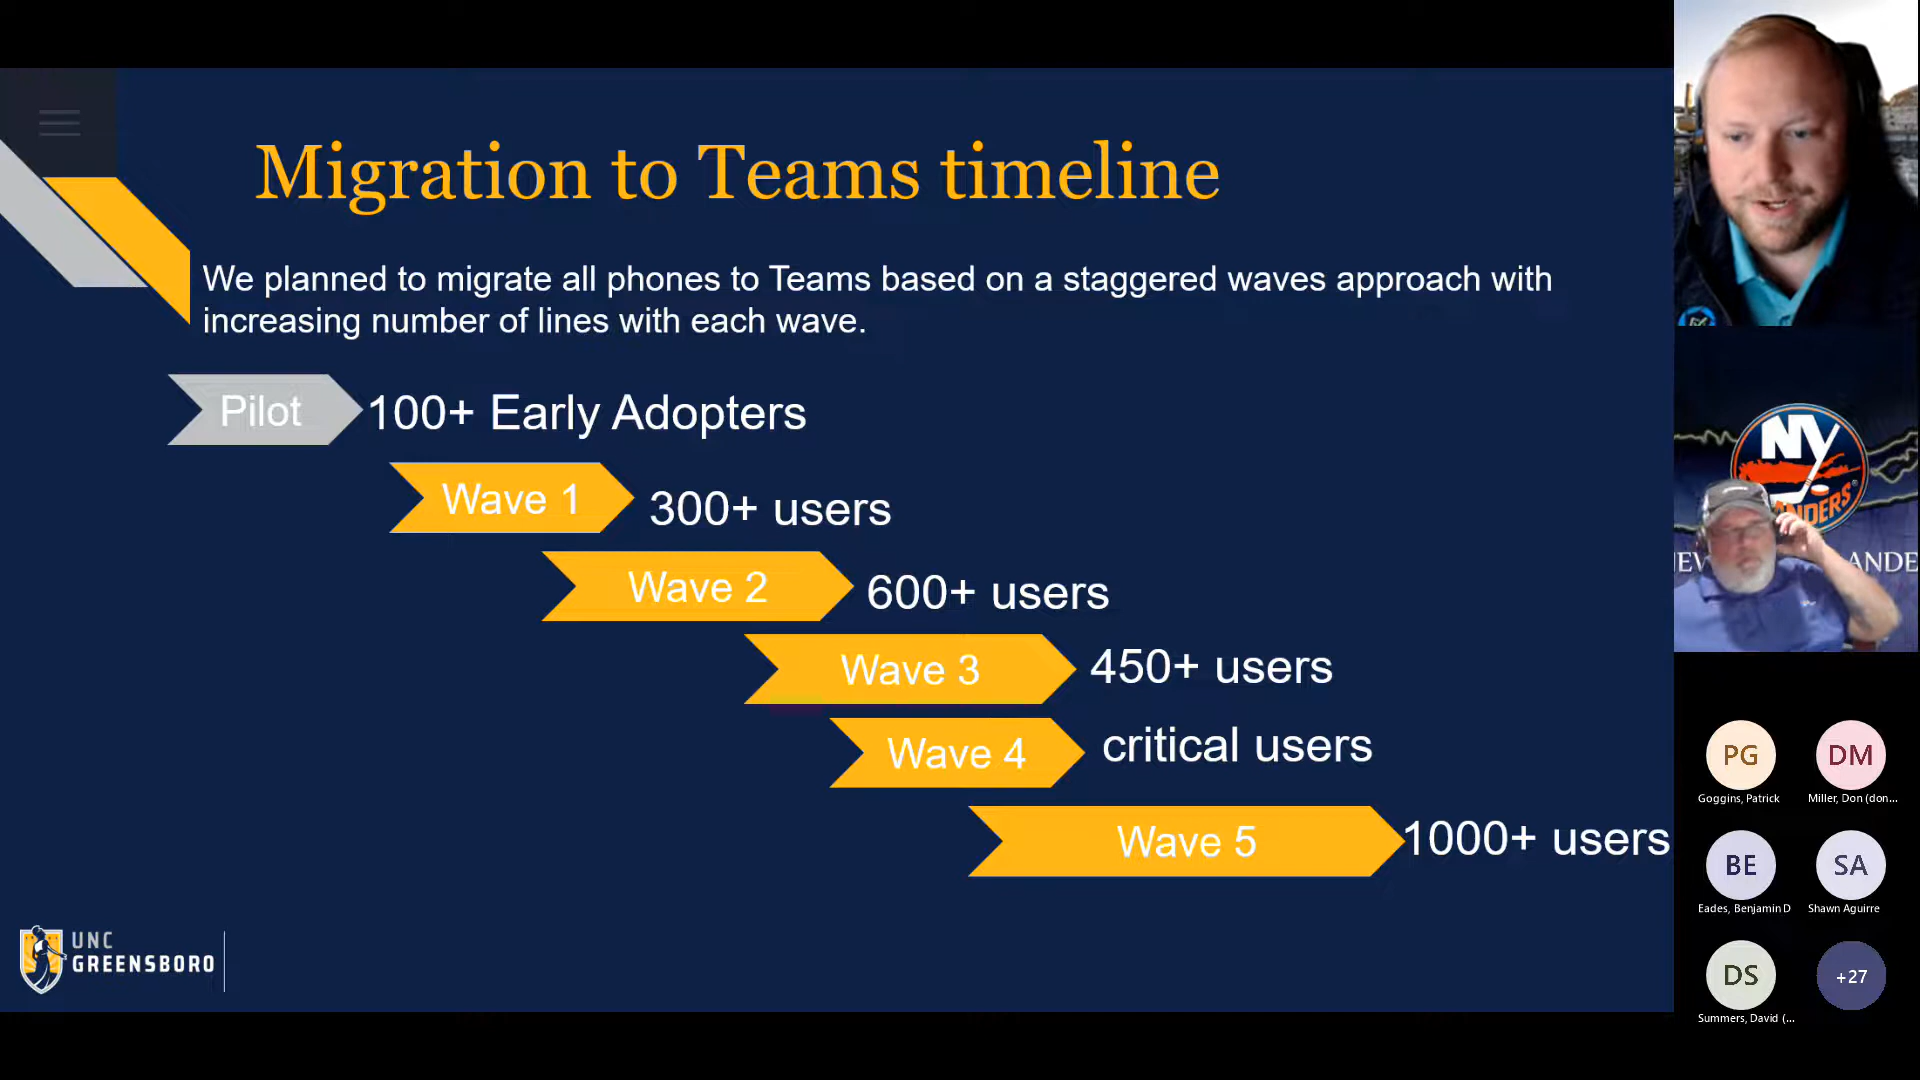 Migration to Teams timeline
We planned to migrate all phones to Teams based on a staggered waves approach with
increasing number of lines with each wave.
Pilot
100+ Early Adopters
Wave 1
300+ users
Wave 2
600+ users
Wave 3
450+ users
Wave 4
critical users
Wave 5
1000+ users
UNC
GREENSBORO
NY
PG
Goggins, Patrick
DM
Miller, Don (don...
BE
Eades, Benjamin D
SA
Shawn Aguirre
DS
Summers, David (...
+27